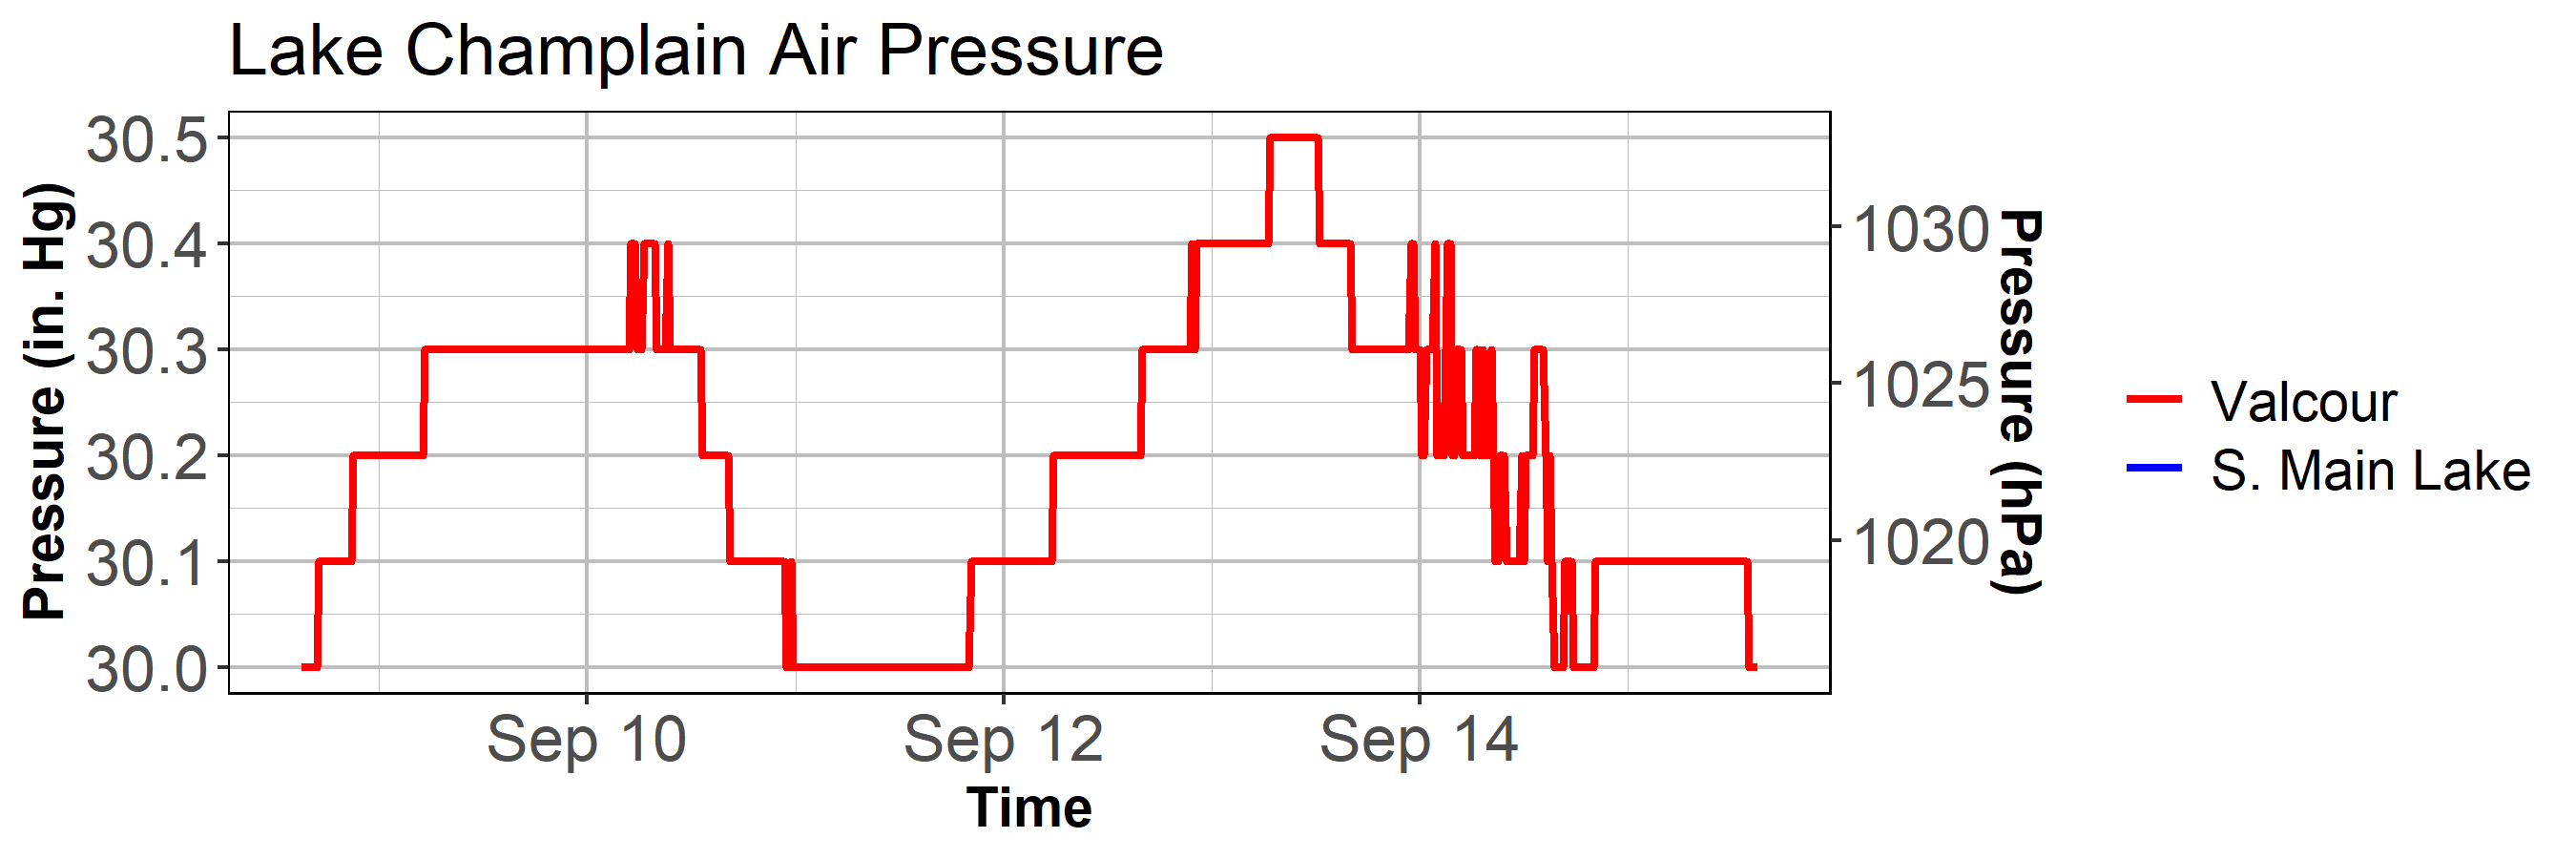 Lake Champlain Air Pressure
Pressure (in. Hg)
30.5
30.4
30.3
30.2
30.1
30.0
Sep 10
Sep 12
Sep 14
Time
1030
1025
1020
Pressure (hPa)
Valcour
S. Main Lake